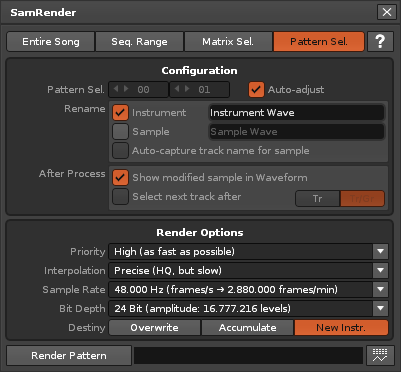 SamRender
Entire Song Seq. Range Matrix Sel. Pattern Sel. ?
Configuration
Pattern Sel. 00 01 Auto-adjust
Rename Instrument Instrument Wave
Sample Sample Wave
Auto-capture track name for sample
After Process Show modified sample in Waveform
Select next track after Tr
Render Options
Priority High (as fast as possible)
Interpolation Precise (HQ, but slow)
Sample Rate 48.000 Hz (frames/s → 2.880.000 frames/min)
Bit Depth 24 Bit (amplitude: 16.777.216 levels)
Destiny Overwrite Accumulate New Instr.
Render Pattern